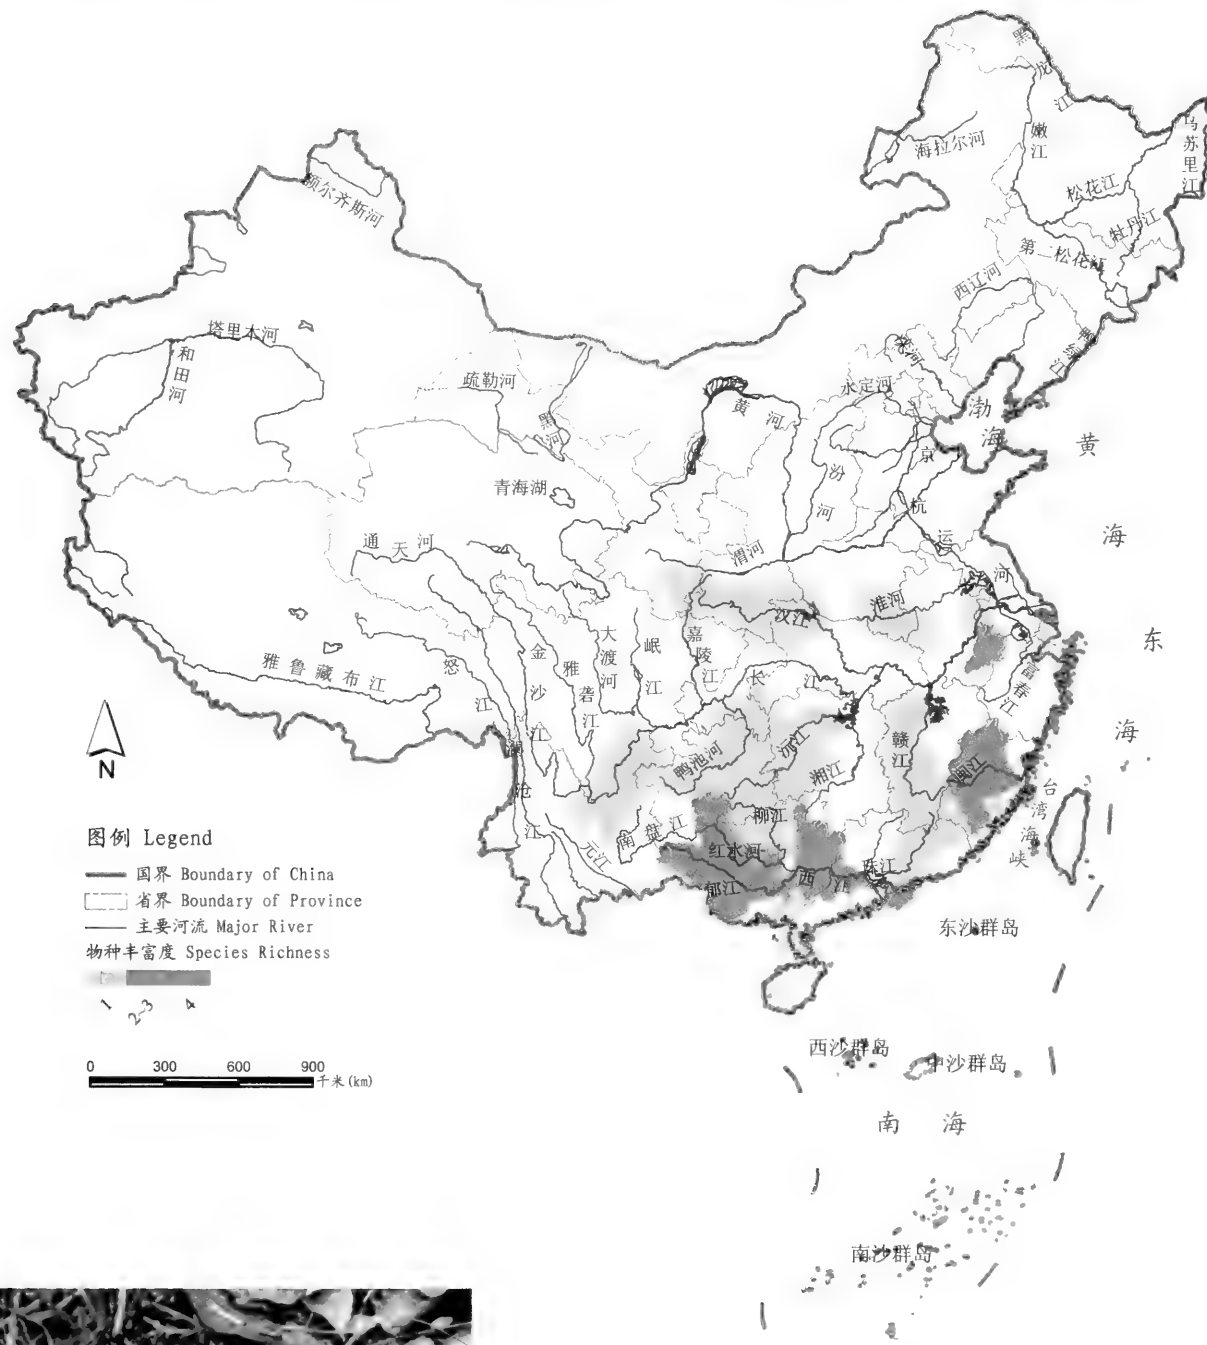 黑龙江
嫩江
海拉尔河
乌苏里江
松花江
牡丹江
额尔齐斯河
第二松花江
西辽河
鸭绿江
塔里木河
和田河
滦河
疏勒河
永定河
黑河
黄河
渤海
黄海
京杭运河
汾河
青海湖
通天河
渭河
淮河
汉江
东海
大渡河
岷江
嘉陵江
金沙江
雅砻江
怒江
雅鲁藏布江
长江
富春江
澜沧江
赣江
沅江
鸭池河
湘江
闽江
台湾海峡
柳江
南盘江
元江
红水河
珠江
郁江
西江
N
图例 Legend
国界 Boundary of China
省界 Boundary of Province
主要河流 Major River
物种丰富度 Species Richness
1
2-3
4
0 300 600 900
千米(km)
东沙群岛
西沙群岛
中沙群岛
南海
南沙群岛